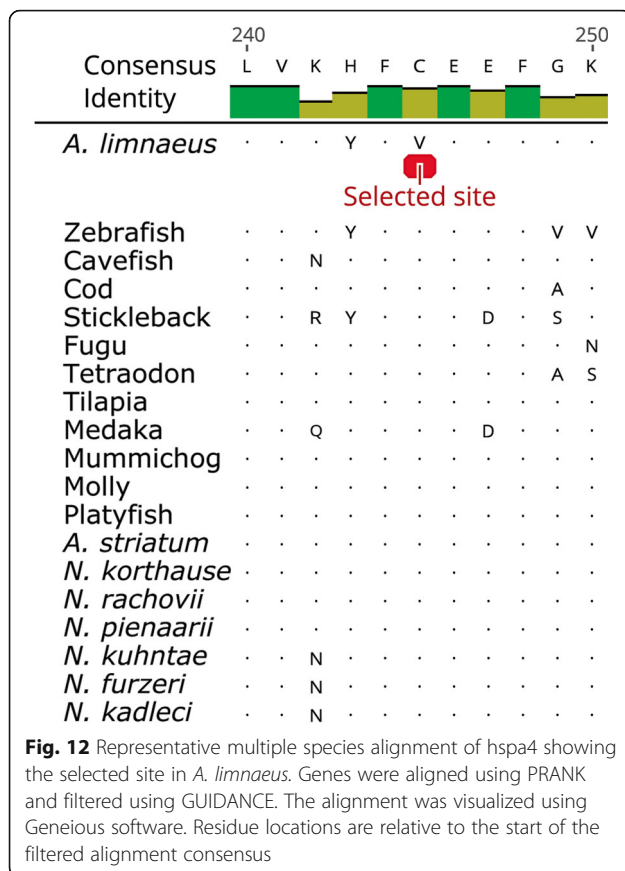 240 250
Consensus L V K H F C E E F G K
Identity
A. limnaeus · · · Y · V · · · · ·
Selected site
Zebrafish · · · Y · · · · · V V
Cavefish · · N · · · · · · · ·
Cod · · · · · · · · · A ·
Stickleback · · R Y · · · D · S ·
Fugu · · · · · · · · · · N
Tetraodon · · · · · · · · · A S
Tilapia · · · · · · · · · · ·
Medaka · · Q · · · · D · · ·
Mummichog · · · · · · · · · · ·
Molly · · · · · · · · · · ·
Platyfish · · · · · · · · · · ·
A. striatum · · · · · · · · · · ·
N. korthause · · · · · · · · · · ·
N. rachovii · · · · · · · · · · ·
N. pienaarii · · · · · · · · · · ·
N. kuhntae · · N · · · · · · · ·
N. furzeri · · N · · · · · · · ·
N. kadleci · · N · · · · · · · ·
Fig. 12 Representative multiple species alignment of hspa4 showing
the selected site in A. limnaeus. Genes were aligned using PRANK
and filtered using GUIDANCE. The alignment was visualized using
Geneious software. Residue locations are relative to the start of the
filtered alignment consensus